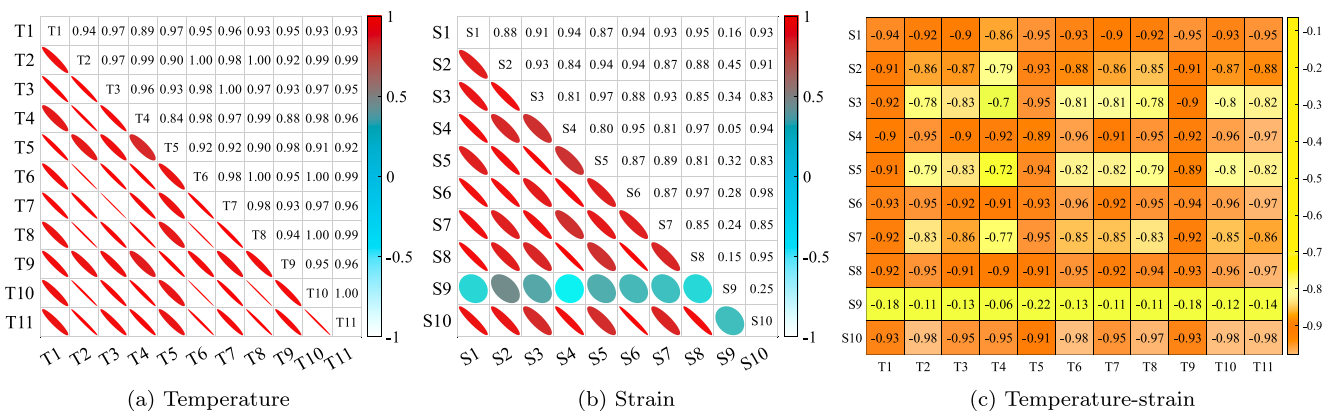 T1 T1 0.94 0.97 0.89 0.97 0.95 0.96 0.93 0.95 0.93 0.93
T2 T2 0.97 0.99 0.90 1.00 0.98 1.00 0.92 0.99 0.99
T3 T3 0.96 0.93 0.98 1.00 0.97 0.93 0.97 0.95
T4 T4 0.84 0.98 0.97 0.99 0.88 0.98 0.96
T5 T5 0.92 0.92 0.90 0.98 0.91 0.92
T6 T6 0.98 1.00 0.95 1.00 0.99
T7 T7 0.98 0.93 0.97 0.96
T8 T8 0.94 1.00 0.99
T9 T9 0.95 0.96
T10 T10 1.00
T11 T11
T1 T2 T3 T4 T5 T6 T7 T8 T9 T10 T11
1
0.5
0
-0.5
-1
(a) Temperature
S1 S1 0.88 0.91 0.94 0.87 0.94 0.93 0.95 0.16 0.93
S2 S2 0.93 0.84 0.94 0.94 0.88 0.88 0.45 0.91
S3 S3 0.81 0.97 0.88 0.93 0.85 0.34 0.83
S4 S4 0.80 0.95 0.81 0.97 0.05 0.94
S5 S5 0.87 0.89 0.81 0.32 0.83
S6 S6 0.87 0.97 0.28 0.98
S7 S7 0.85 0.24 0.85
S8 S8 0.15 0.95
S9 S9 0.25
S10 S10
S1 S2 S3 S4 S5 S6 S7 S8 S9 S10
1
0.5
0
-0.5
-1
(b) Strain
S1 -0.94 -0.92 -0.9 -0.86 -0.95 -0.93 -0.9 -0.92 -0.95 -0.93 -0.95
S2 -0.91 -0.86 -0.87 -0.79 -0.93 -0.88 -0.86 -0.85 -0.91 -0.87 -0.88
S3 -0.92 -0.78 -0.83 -0.7 -0.95 -0.81 -0.81 -0.78 -0.9 -0.8 -0.82
S4 -0.9 -0.95 -0.9 -0.92 -0.89 -0.96 -0.91 -0.95 -0.92 -0.96 -0.97
S5 -0.91 -0.79 -0.83 -0.72 -0.94 -0.82 -0.82 -0.79 -0.89 -0.8 -0.82
S6 -0.93 -0.95 -0.92 -0.91 -0.93 -0.96 -0.92 -0.95 -0.94 -0.96 -0.97
S7 -0.92 -0.83 -0.86 -0.77 -0.95 -0.85 -0.85 -0.83 -0.92 -0.85 -0.86
S8 -0.92 -0.95 -0.91 -0.9 -0.91 -0.95 -0.92 -0.94 -0.93 -0.96 -0.97
S9 -0.18 -0.11 -0.13 -0.06 -0.22 -0.13 -0.11 -0.11 -0.18 -0.12 -0.14
S10 -0.93 -0.98 -0.95 -0.95 -0.91 -0.98 -0.95 -0.97 -0.95 -0.98 -0.98
T1 T2 T3 T4 T5 T6 T7 T8 T9 T10 T11
-0.1
-0.2
-0.3
-0.4
-0.5
-0.6
-0.7
-0.8
-0.9
(c) Temperature-strain